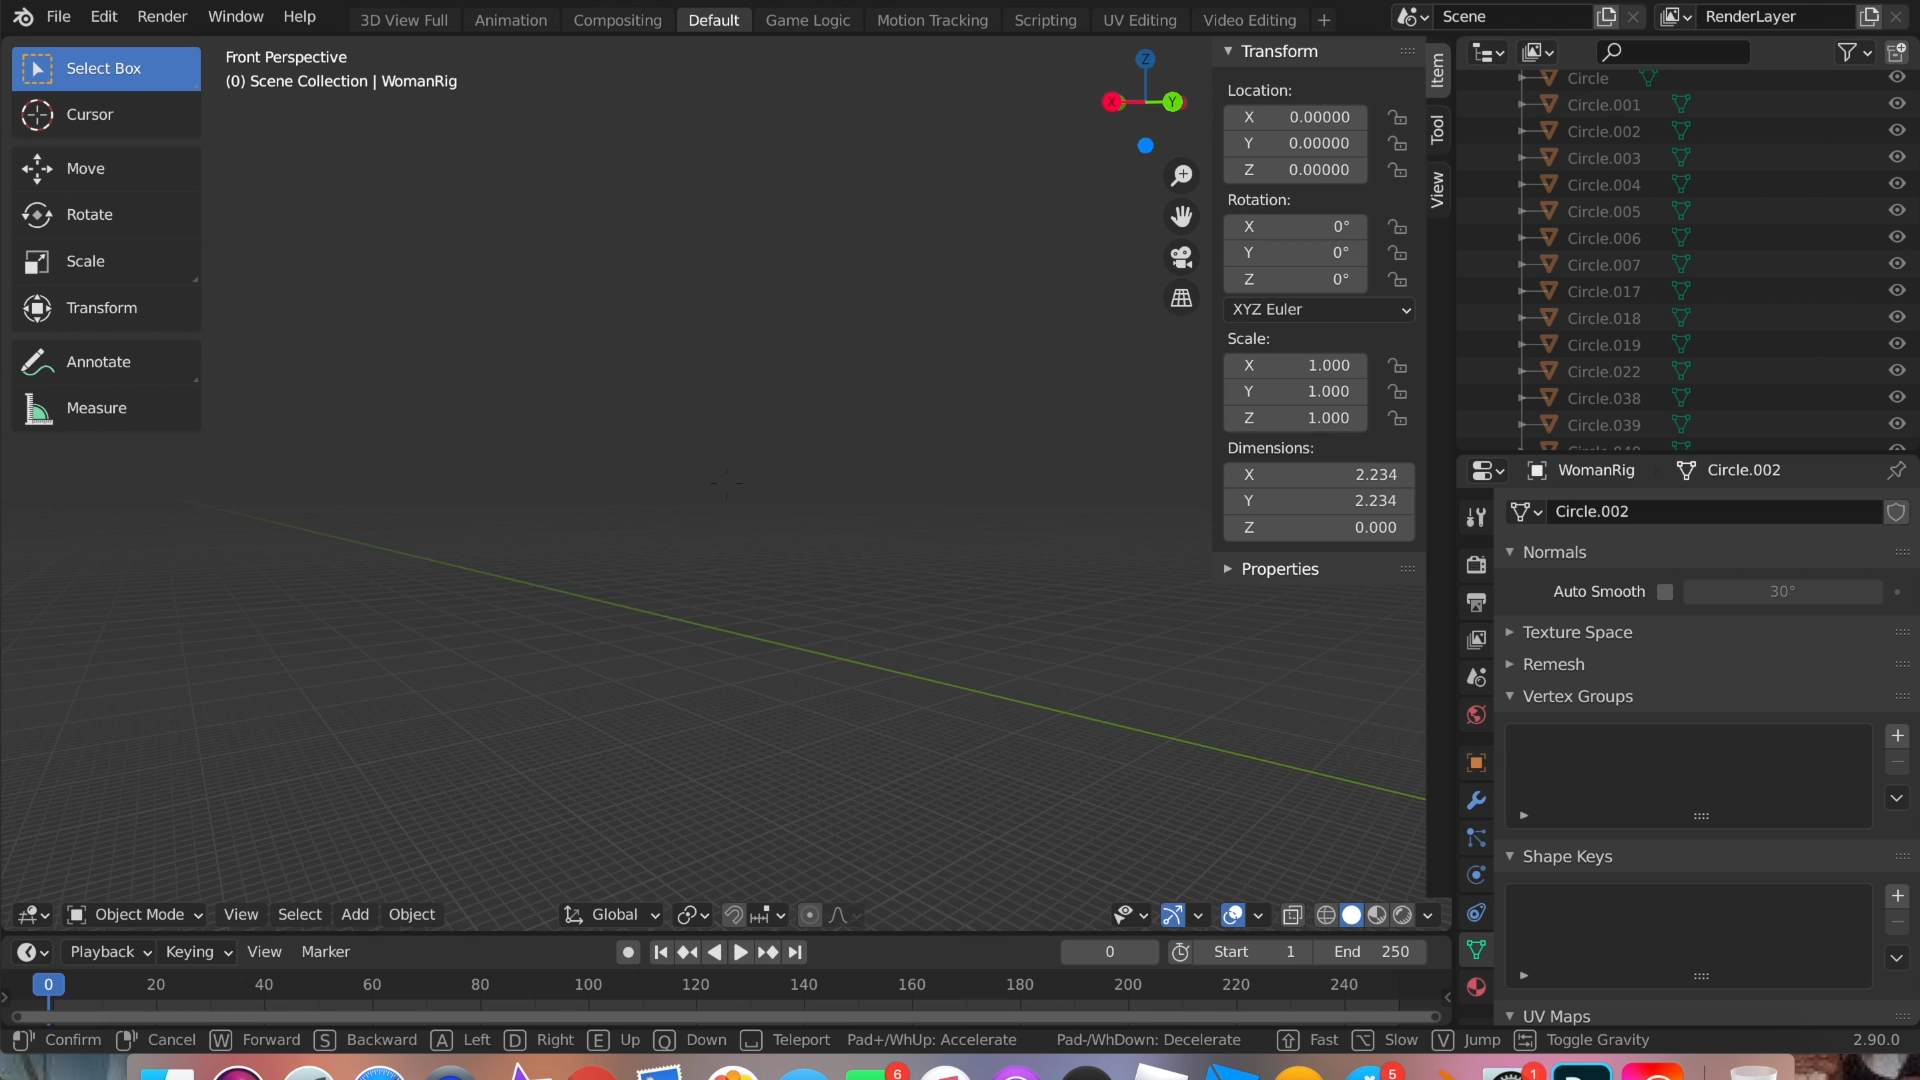 File Edit Render Window Help 3D View Full Animation Compositing Default Game Logic Motion Tracking Scripting UV Editing Video Editing + Scene RenderLayer
Select Box
Cursor
Move
Rotate
Scale
Transform
Annotate
Measure
Front Perspective
(0) Scene Collection | WomanRig
Z
X
Y
Transform
Location:
X 0.00000
Y 0.00000
Z 0.00000
Rotation:
X 0°
Y 0°
Z 0°
XYZ Euler
Scale:
X 1.000
Y 1.000
Z 1.000
Dimensions:
X 2.234
Y 2.234
Z 0.000
Properties
Item
Tool
View
Circle
Circle.001
Circle.002
Circle.003
Circle.004
Circle.005
Circle.006
Circle.007
Circle.017
Circle.018
Circle.019
Circle.022
Circle.038
Circle.039
WomanRig Circle.002
Circle.002
Normals
Auto Smooth 30°
Texture Space
Remesh
Vertex Groups
Shape Keys
UV Maps
Object Mode View Select Add Object Global
Playback Keying View Marker 0 Start 1 End 250
0 20 40 60 80 100 120 140 160 180 200 220 240
Confirm Cancel W Forward S Backward A Left D Right E Up Q Down Teleport Pad+/WhUp: Accelerate Pad-/WhDown: Decelerate Fast Slow V Jump Toggle Gravity 2.90.0
6 5 1